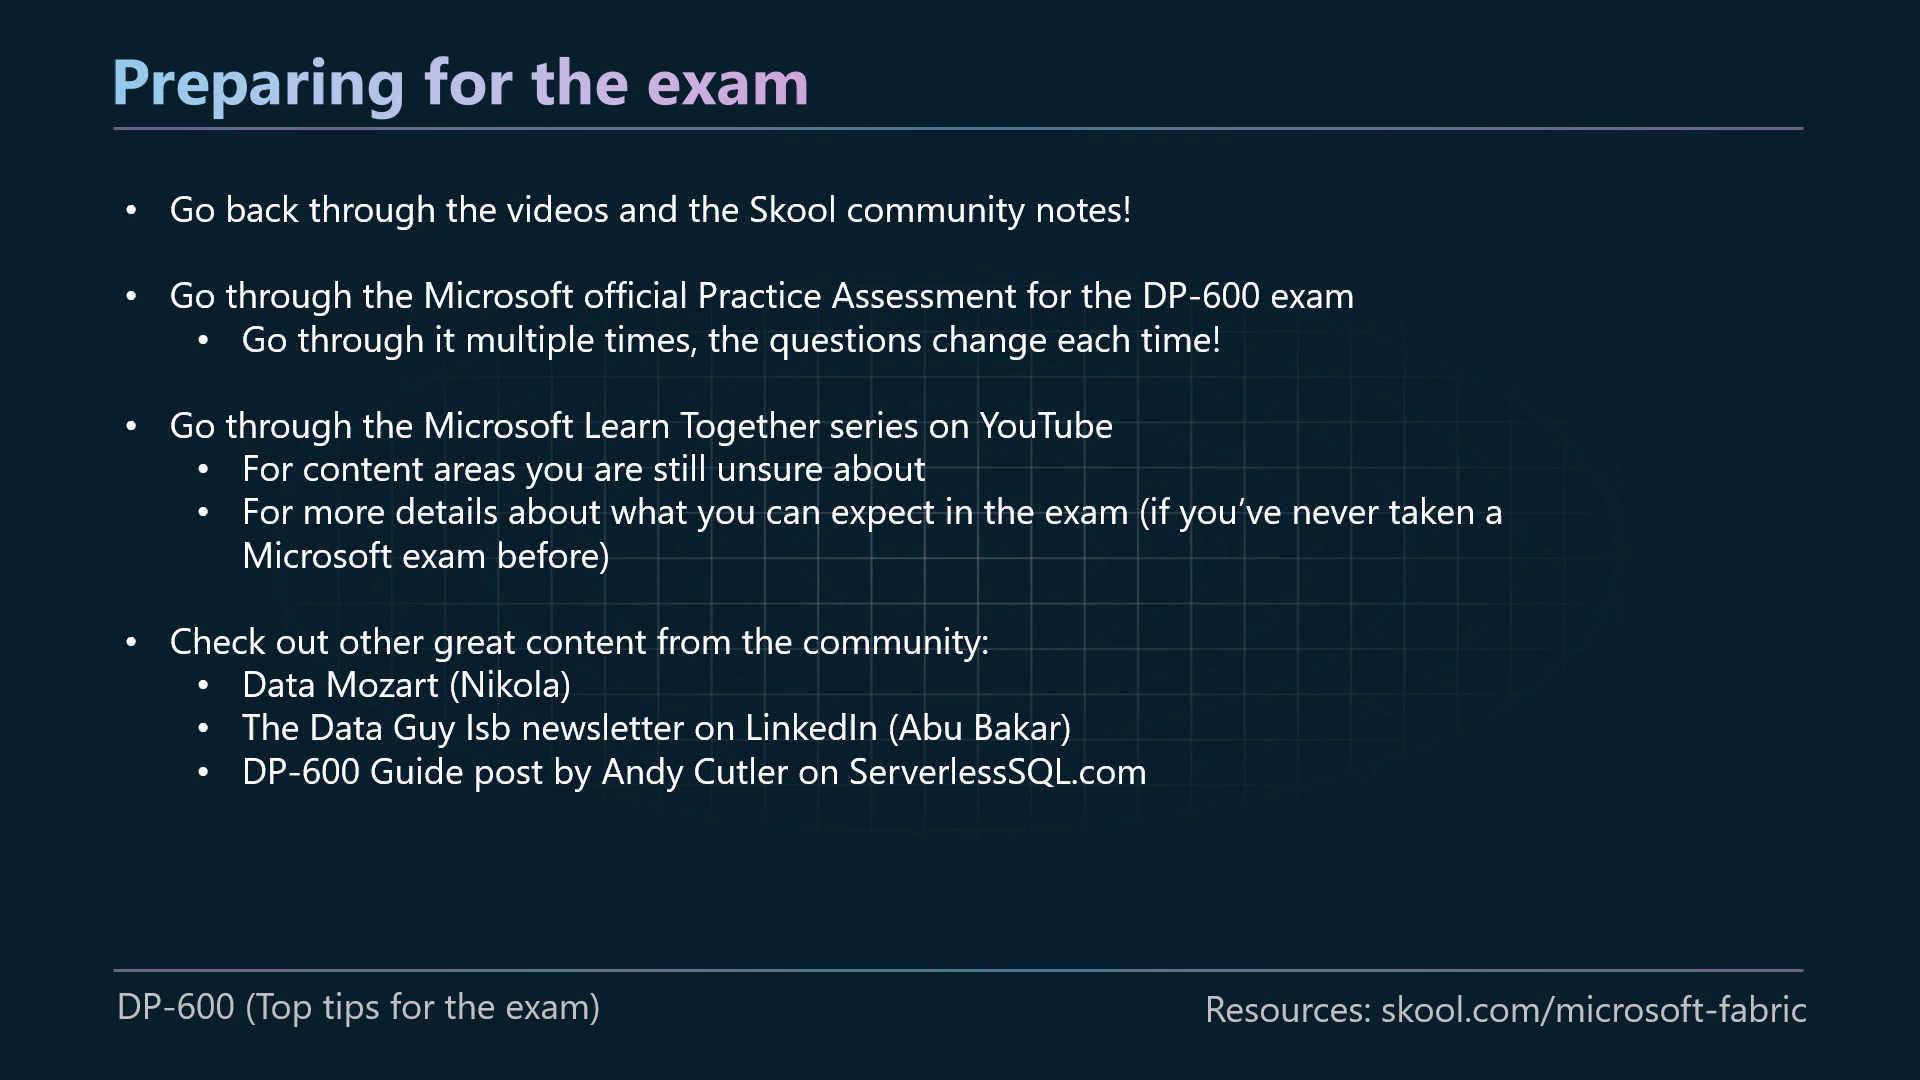 Preparing for the exam
• Go back through the videos and the Skool community notes!
• Go through the Microsoft official Practice Assessment for the DP-600 exam
• Go through it multiple times, the questions change each time!
• Go through the Microsoft Learn Together series on YouTube
• For content areas you are still unsure about
• For more details about what you can expect in the exam (if you’ve never taken a
Microsoft exam before)
• Check out other great content from the community:
• Data Mozart (Nikola)
• The Data Guy Isb newsletter on LinkedIn (Abu Bakar)
• DP-600 Guide post by Andy Cutler on ServerlessSQL.com
DP-600 (Top tips for the exam)
Resources: skool.com/microsoft-fabric